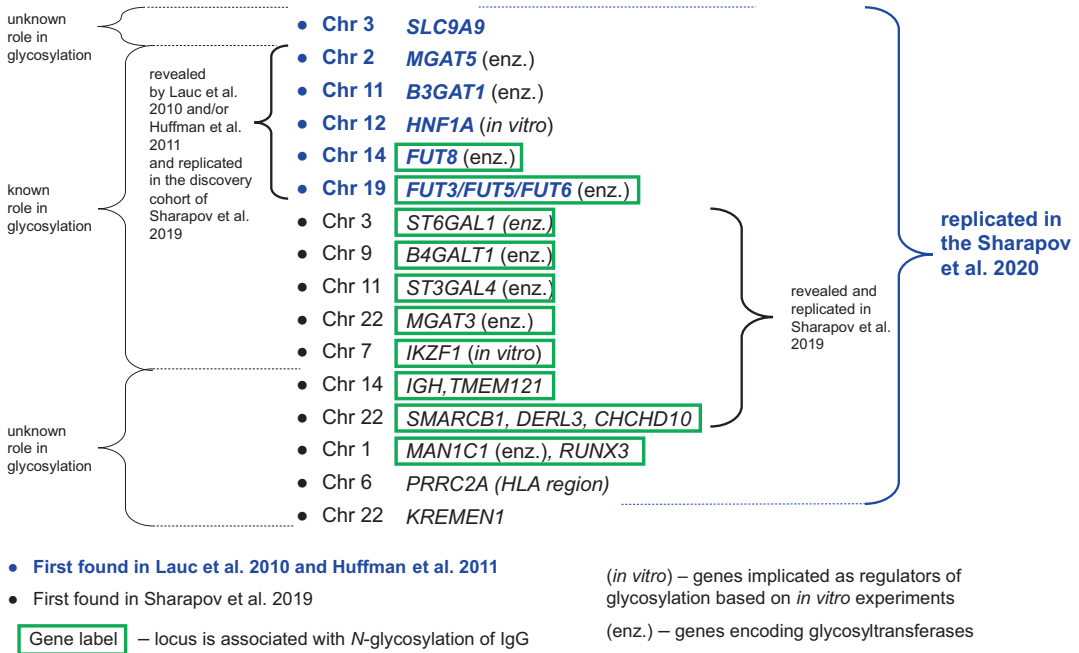 unknown
role in
glycosylation
known
role in
glycosylation
unknown
role in
glycosylation
revealed
by Lauc et al.
2010 and/or
Huffman et al.
2011
and replicated
in the discovery
cohort of
Sharapov et al.
2019
• Chr 3 SLC9A9
• Chr 2 MGAT5 (enz.)
• Chr 11 B3GAT1 (enz.)
• Chr 12 HNF1A (in vitro)
• Chr 14 FUT8 (enz.)
• Chr 19 FUT3/FUT5/FUT6 (enz.)
• Chr 3 ST6GAL1 (enz.)
• Chr 9 B4GALT1 (enz.)
• Chr 11 ST3GAL4 (enz.)
• Chr 22 MGAT3 (enz.)
• Chr 7 IKZF1 (in vitro)
• Chr 14 IGH,TMEM121
• Chr 22 SMARCB1, DERL3, CHCHD10
• Chr 1 MAN1C1 (enz.), RUNX3
• Chr 6 PRRC2A (HLA region)
• Chr 22 KREMEN1
revealed and
replicated in
Sharapov et al.
2019
replicated in
the Sharapov
et al. 2020
• First found in Lauc et al. 2010 and Huffman et al. 2011
• First found in Sharapov et al. 2019
Gene label – locus is associated with N-glycosylation of IgG
(in vitro) – genes implicated as regulators of
glycosylation based on in vitro experiments
(enz.) – genes encoding glycosyltransferases